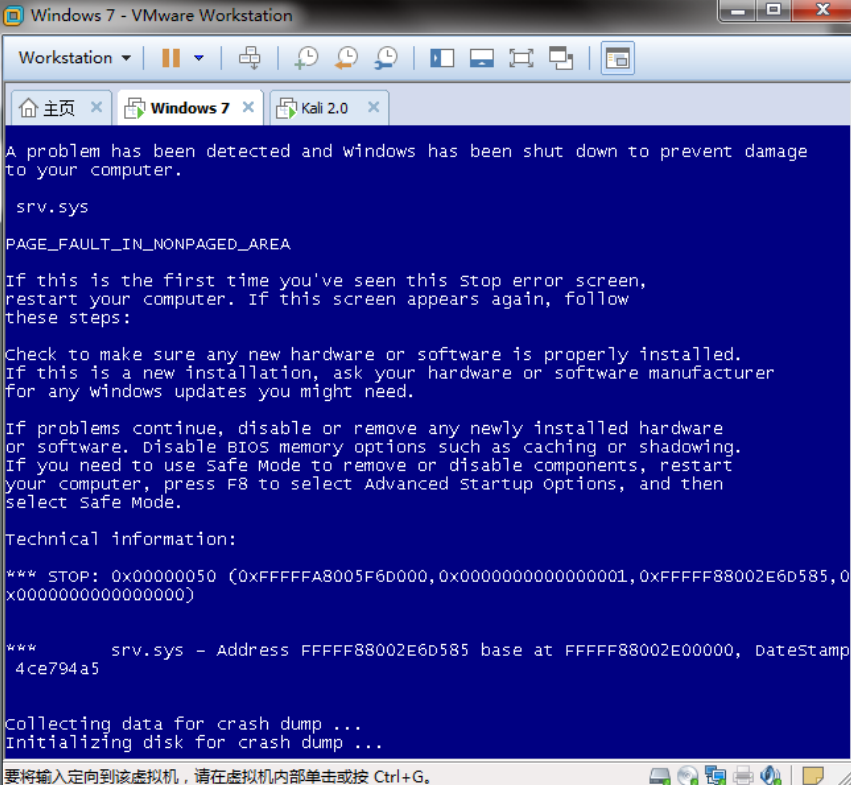 Windows 7 - VMware Workstation
Workstation
主页 Windows 7 Kali 2.0
A problem has been detected and Windows has been shut down to prevent damage
to your computer.
srv.sys
PAGE_FAULT_IN_NONPAGED_AREA
If this is the first time you've seen this Stop error screen,
restart your computer. If this screen appears again, follow
these steps:
Check to make sure any new hardware or software is properly installed.
If this is a new installation, ask your hardware or software manufacturer
for any Windows updates you might need.
If problems continue, disable or remove any newly installed hardware
or software. Disable BIOS memory options such as caching or shadowing.
If you need to use Safe Mode to remove or disable components, restart
your computer, press F8 to select Advanced Startup Options, and then
select Safe Mode.
Technical information:
*** STOP: 0x00000050 (0xFFFFFA8005F6D000,0x0000000000000001,0xFFFFF88002E6D585,0
x0000000000000000)
*** srv.sys - Address FFFFF88002E6D585 base at FFFFF88002E00000, DateStamp
4ce794a5
Collecting data for crash dump ...
Initializing disk for crash dump ...
要将输入定向到该虚拟机，请在虚拟机内部单击或按 Ctrl+G。